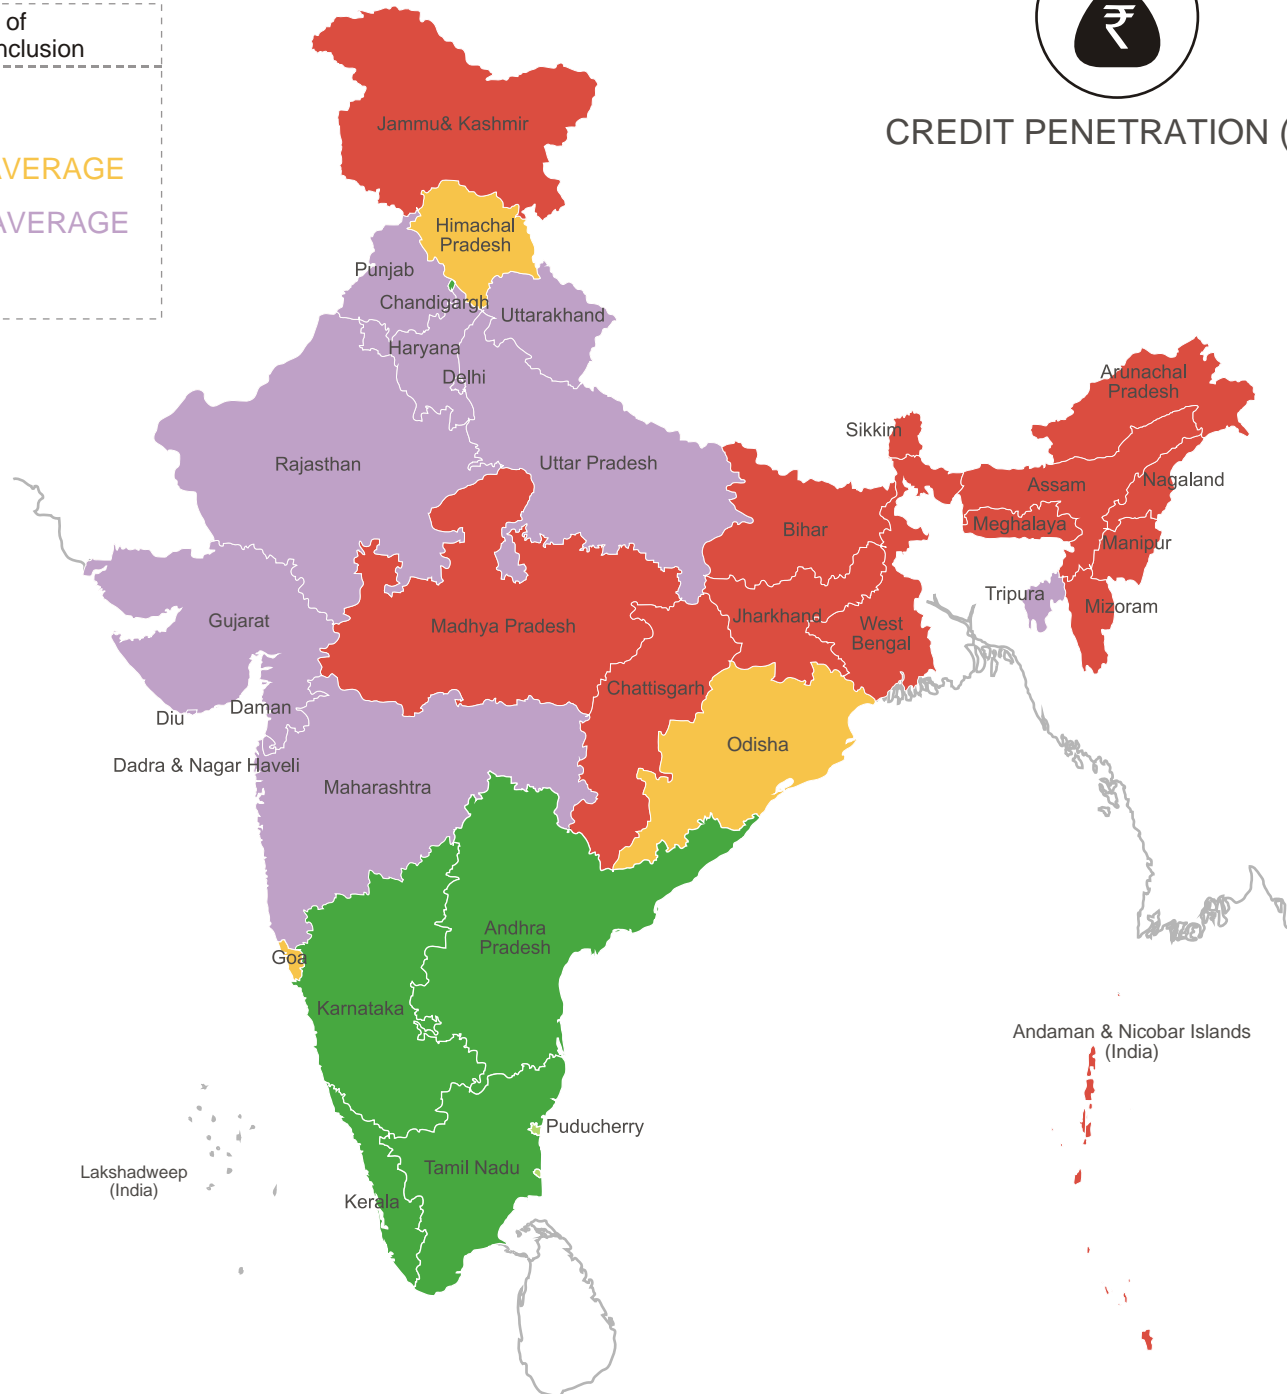 of
nclusion
AVERAGE
AVERAGE
₹
CREDIT PENETRATION (
Jammu& Kashmir
Himachal
Pradesh
Punjab
Chandigargh
Uttarakhand
Haryana
Delhi
Rajasthan
Uttar Pradesh
Sikkim
Arunachal
Pradesh
Assam
Nagaland
Meghalaya
Manipur
Tripura
Mizoram
Bihar
Jharkhand
West
Bengal
Gujarat
Madhya Pradesh
Chattisgarh
Diu
Daman
Dadra & Nagar Haveli
Maharashtra
Odisha
Andhra
Pradesh
Goa
Karnataka
Andaman & Nicobar Islands
(India)
Puducherry
Tamil Nadu
Lakshadweep
(India)
Kerala